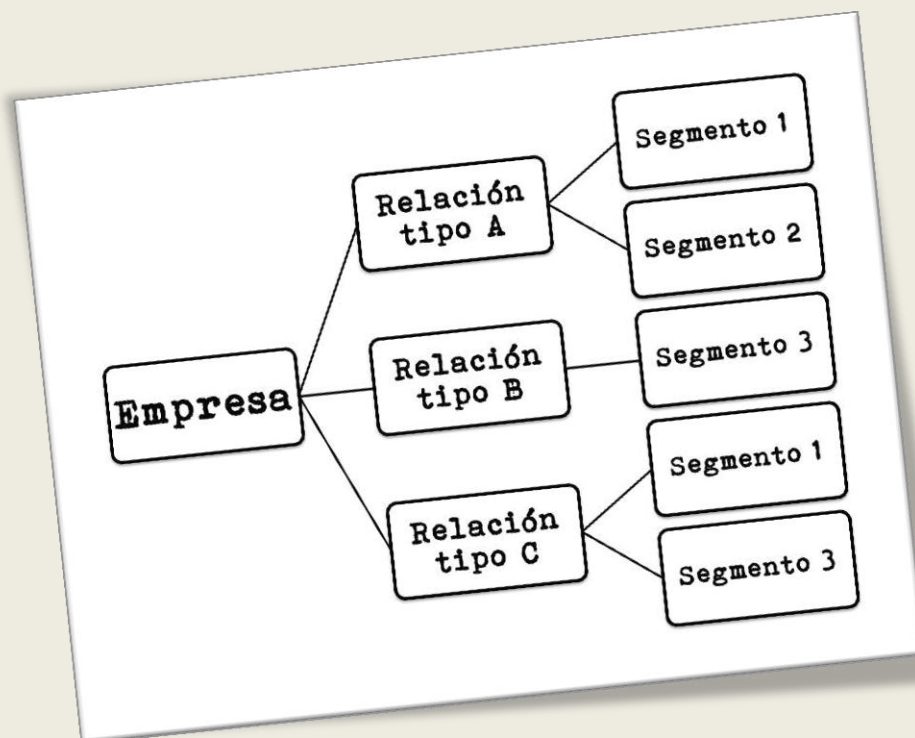 Empresa
Relación
tipo A
Segmento 1
Segmento 2
Relación
tipo B
Segmento 3
Relación
tipo C
Segmento 1
Segmento 3